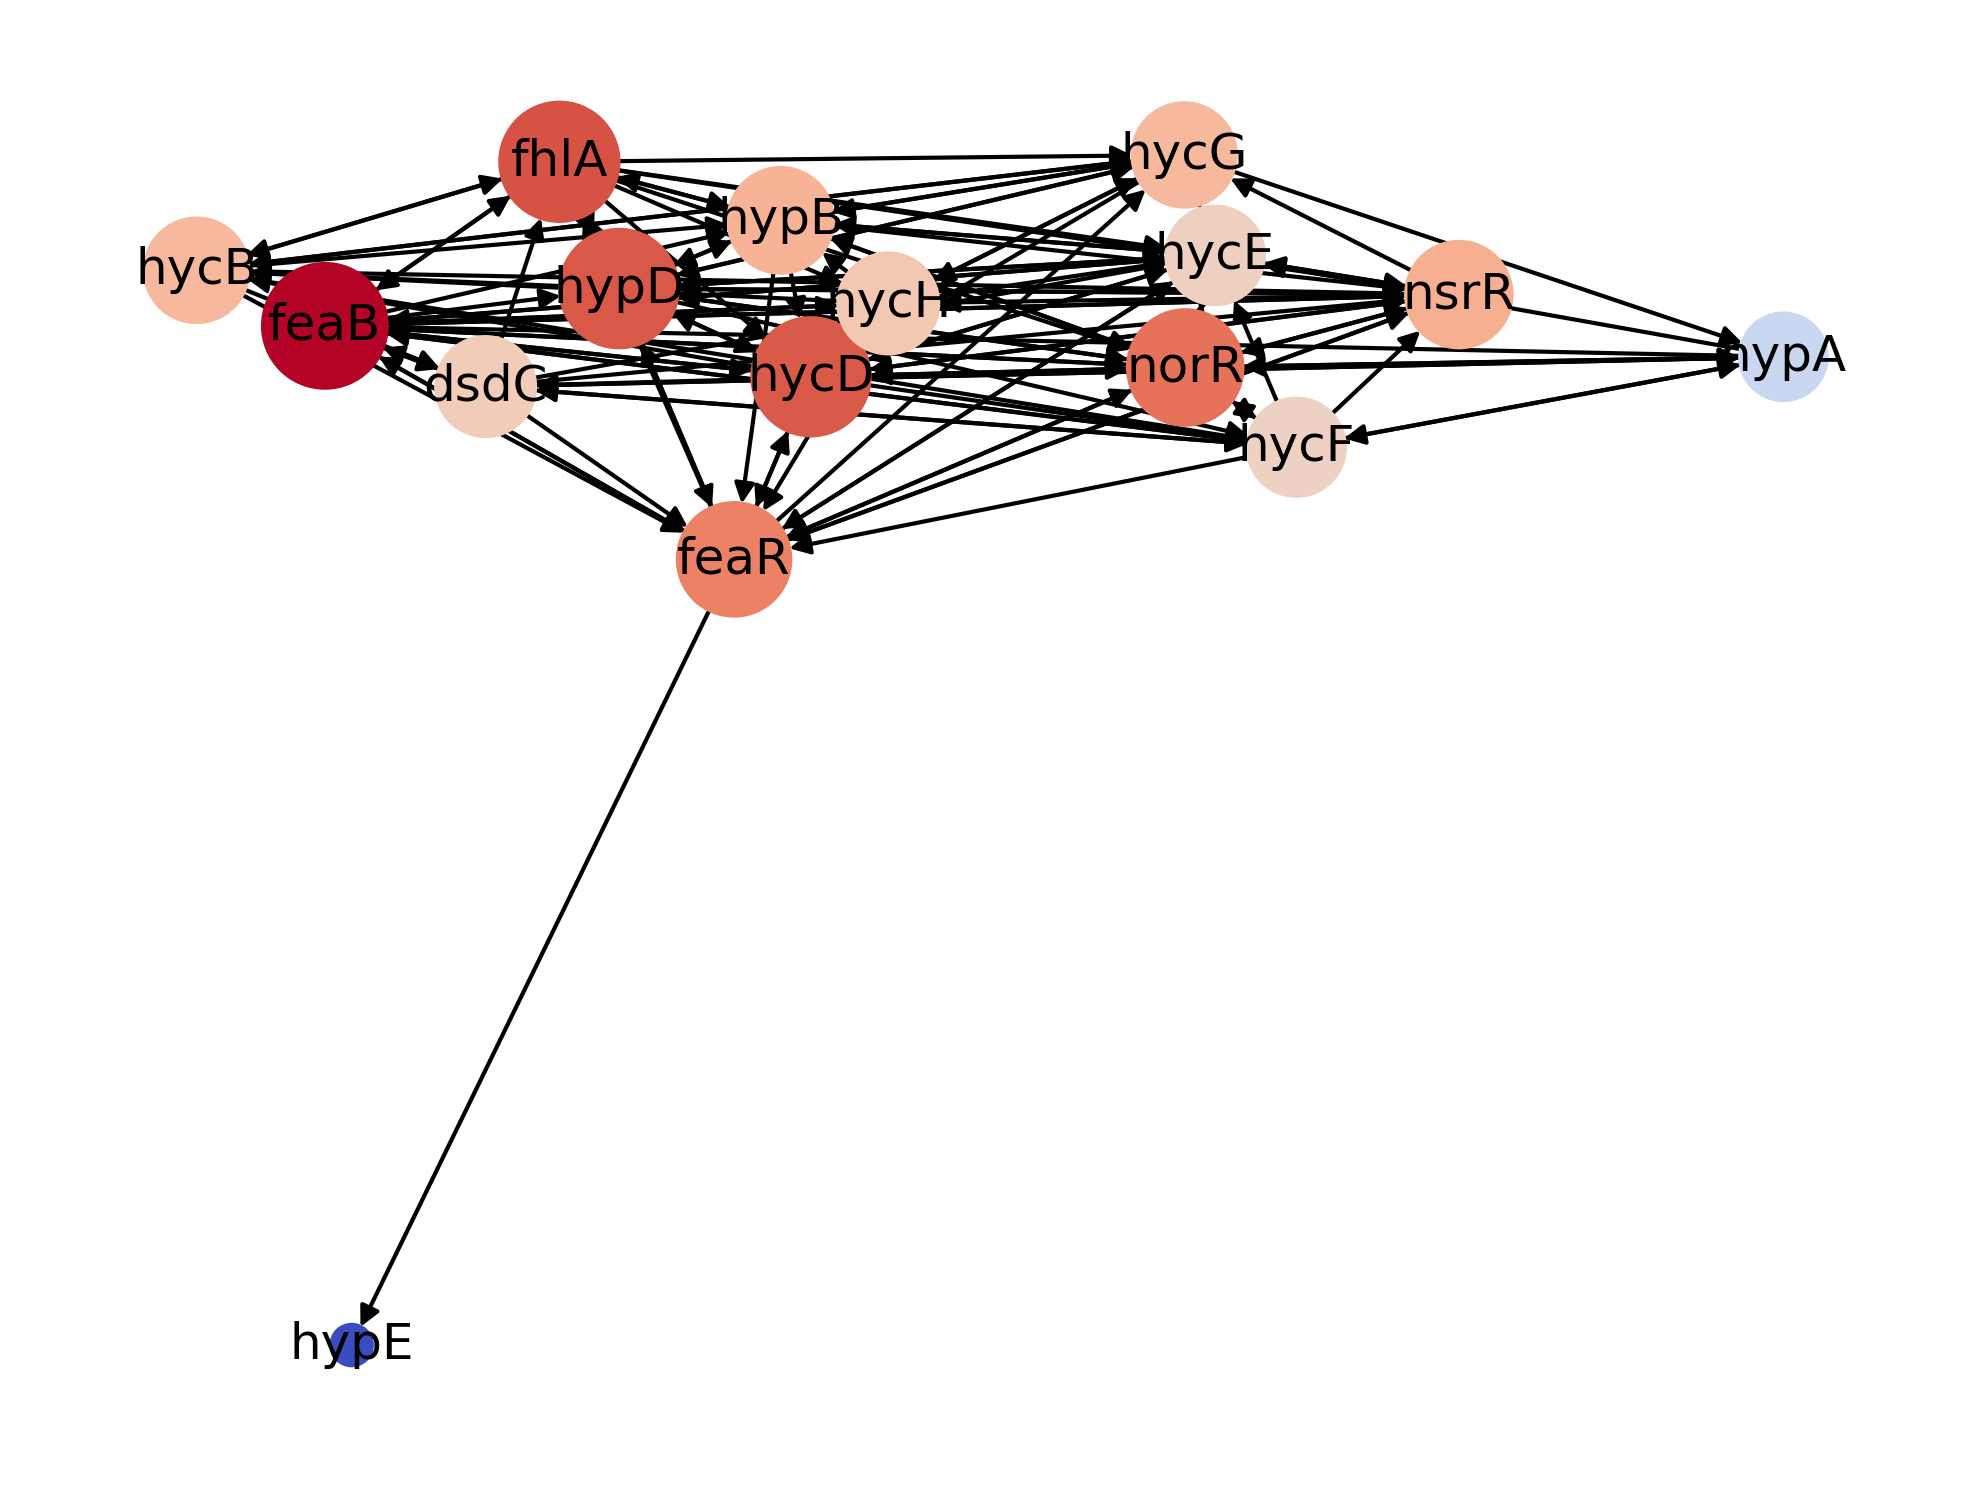 fhlA
hycG
hypB
hycE
hycB
hypD
hycH
nsrR
feaB
hypA
norR
hycD
dsdC
hycF
feaR
hypE